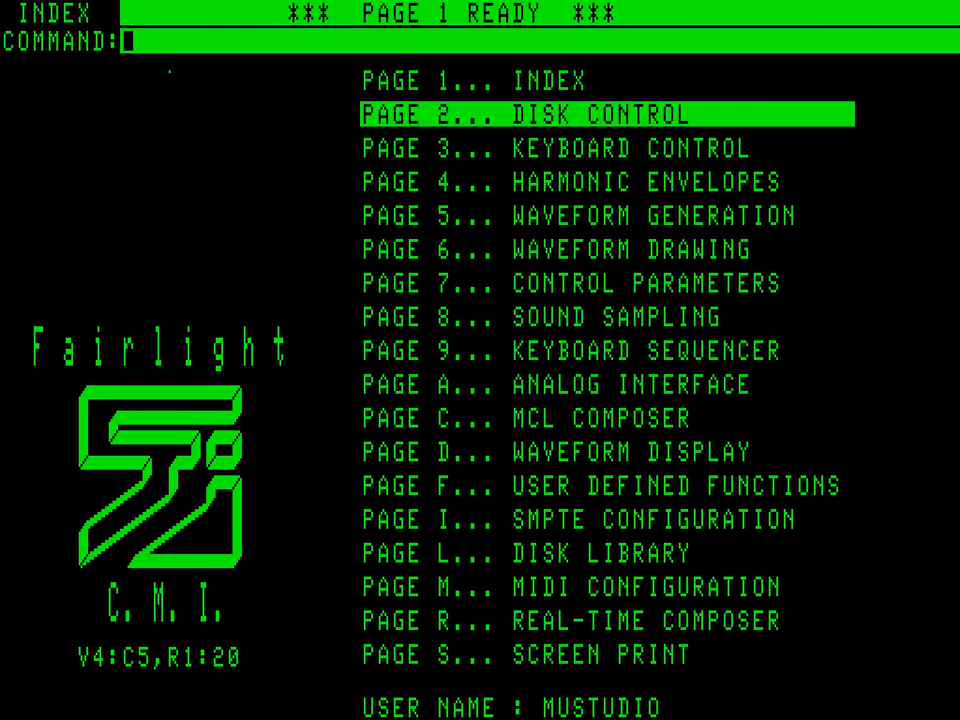 INDEX *** PAGE 1 READY ***
COMMAND:
PAGE 1... INDEX
PAGE 2... DISK CONTROL
PAGE 3... KEYBOARD CONTROL
PAGE 4... HARMONIC ENVELOPES
PAGE 5... WAVEFORM GENERATION
PAGE 6... WAVEFORM DRAWING
PAGE 7... CONTROL PARAMETERS
PAGE 8... SOUND SAMPLING
PAGE 9... KEYBOARD SEQUENCER
PAGE A... ANALOG INTERFACE
PAGE C... MCL COMPOSER
PAGE D... WAVEFORM DISPLAY
PAGE F... USER DEFINED FUNCTIONS
PAGE I... SMPTE CONFIGURATION
PAGE L... DISK LIBRARY
PAGE M... MIDI CONFIGURATION
PAGE R... REAL-TIME COMPOSER
PAGE S... SCREEN PRINT
Fairlight
C. M. I.
V4:C5,R1:20
USER NAME : MUSTUDIO